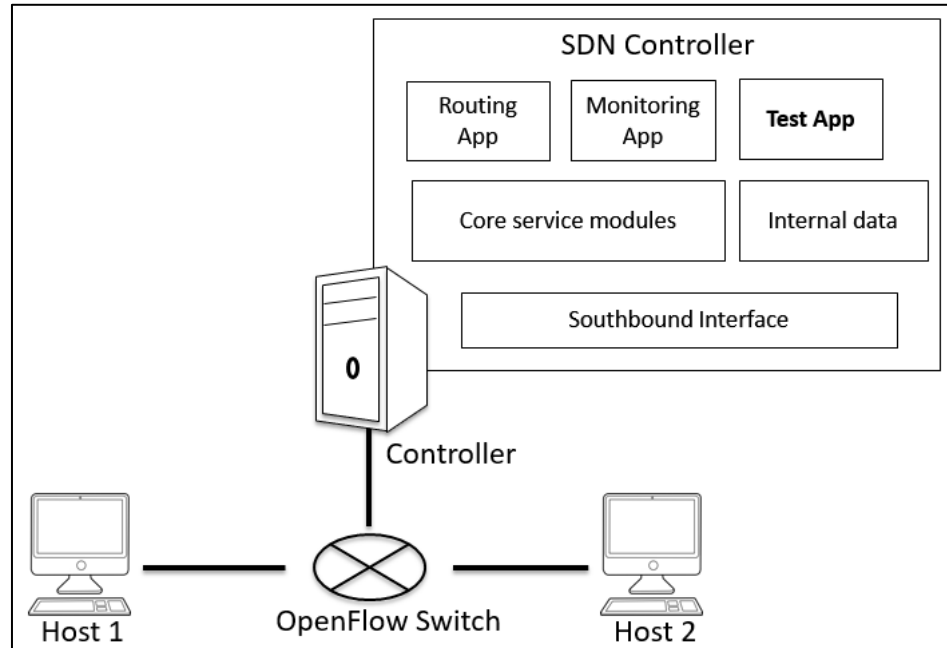 SDN Controller
Routing
App
Monitoring
App
Test App
Core service modules
Internal data
Southbound Interface
Controller
Host 1
OpenFlow Switch
Host 2